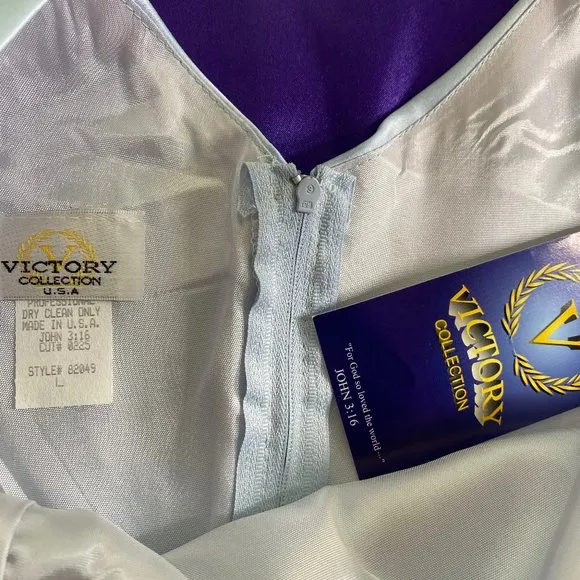 V
VICTORY
COLLECTION
U.S.A
PROFESSIONAL
DRY CLEAN ONLY
MADE IN U.S.A.
JOHN 3:16
CUT# 0225
STYLE# 82049
L
V
VICTORY
COLLECTION
"For God so
loved the world ---"
JOHN 3:16